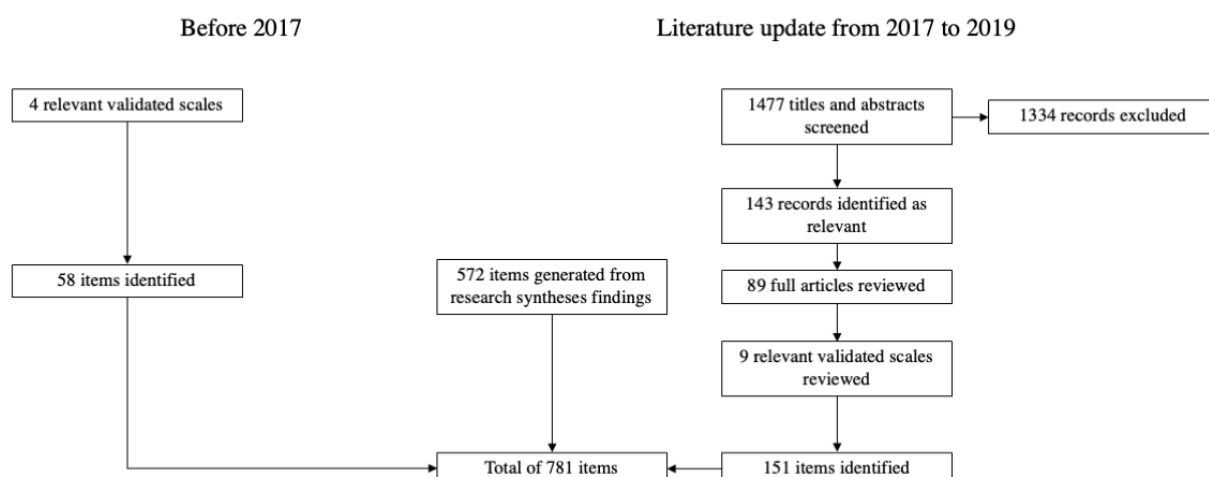 Before 2017
Literature update from 2017 to 2019
4 relevant validated scales
1477 titles and abstracts
screened
1334 records excluded
143 records identified as
relevant
58 items identified
572 items generated from
research syntheses findings
89 full articles reviewed
9 relevant validated scales
reviewed
Total of 781 items
151 items identified